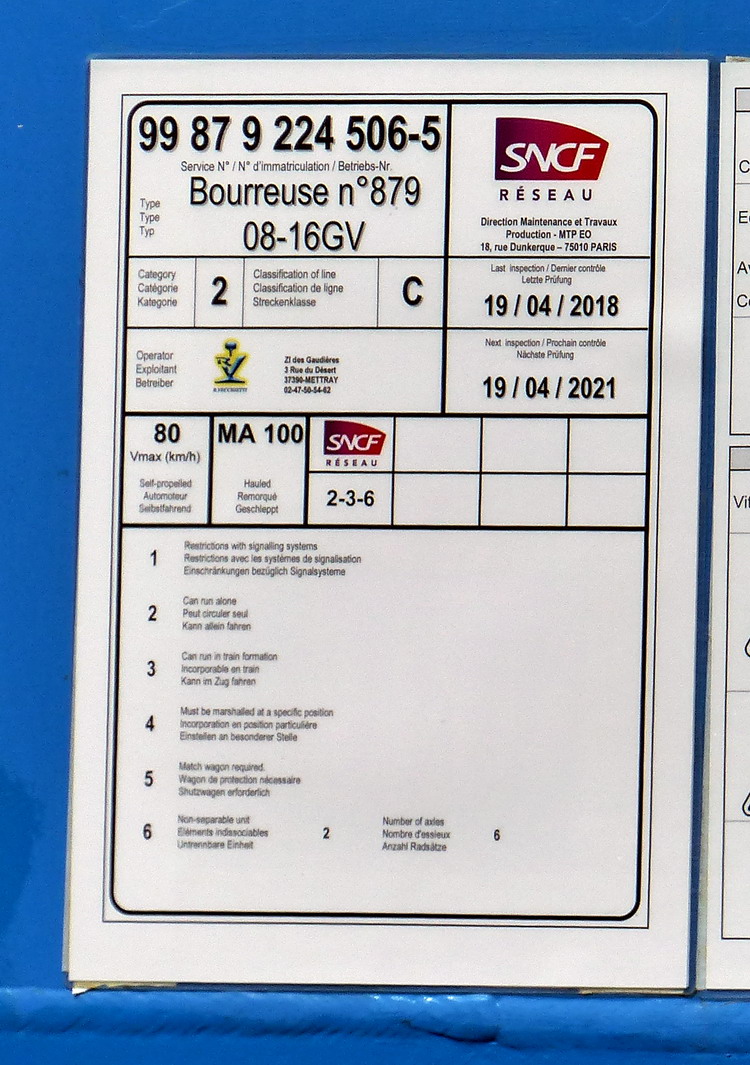 99 87 9 224 506-5
Service N° / N° d'immatriculation / Betriebs-Nr.
Type
Type
Typ
Bourreuse n°879
08-16GV
SNCF
RÉSEAU
Direction Maintenance et Travaux
Production - MTP EO
18, rue Dunkerque – 75010 PARIS
Category
Catégorie
Kategorie
2
Classification of line
Classification de ligne
Streckenklasse
C
Last inspection / Dernier contrôle
Letzte Prüfung
19 / 04 / 2018
Operator
Exploitant
Betreiber
ZI des Gaudières
3 Rue du Désert
37390-METTRAY
02-47-50-54-62
Next inspection / Prochain contrôle
Nächste Prüfung
19 / 04 / 2021
80
Vmax (km/h)
Self-propelled
Automoteur
Selbstfahrend
MA 100
Hauled
Remorqué
Geschleppt
SNCF
RÉSEAU
2-3-6
1
Restrictions with signalling systems
Restrictions avec les systèmes de signalisation
Einschränkungen bezüglich Signalsysteme
2
Can run alone
Peut circuler seul
Kann allein fahren
3
Can run in train formation
Incorporable en train
Kann im Zug fahren
4
Must be marshalled at a specific position
Incorporation en position particulière
Einstellen an besonderer Stelle
5
Match wagon required.
Wagon de protection nécessaire
Shutzwagen erforderlich
6
Non-separable unit
Eléments indissociables
Untrennbare Einheit
2
Number of axles
Nombre d'essieux
Anzahl Radsätze
6